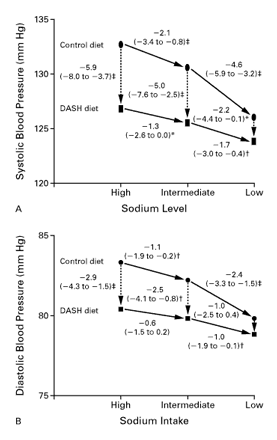 Systolic Blood Pressure (mm Hg)
135
130
125
120
Control diet
DASH diet
−2.1
(−3.4 to −0.8)‡
−5.9
(−8.0 to −3.7)‡
−5.0
(−7.6 to −2.5)‡
−4.6
(−5.9 to −3.2)‡
−2.2
(−4.4 to −0.1)*
−1.3
(−2.6 to 0.0)*
−1.7
(−3.0 to −0.4)†
High Intermediate Low
A Sodium Level
Diastolic Blood Pressure (mm Hg)
85
80
75
Control diet
DASH diet
−1.1
(−1.9 to −0.2)†
−2.9
(−4.3 to −1.5)‡
−2.5
(−4.1 to −0.8)†
−2.4
(−3.3 to −1.5)‡
−1.0
(−2.5 to 0.4)
−0.6
(−1.5 to 0.2)
−1.0
(−1.9 to −0.1)†
High Intermediate Low
B Sodium Intake